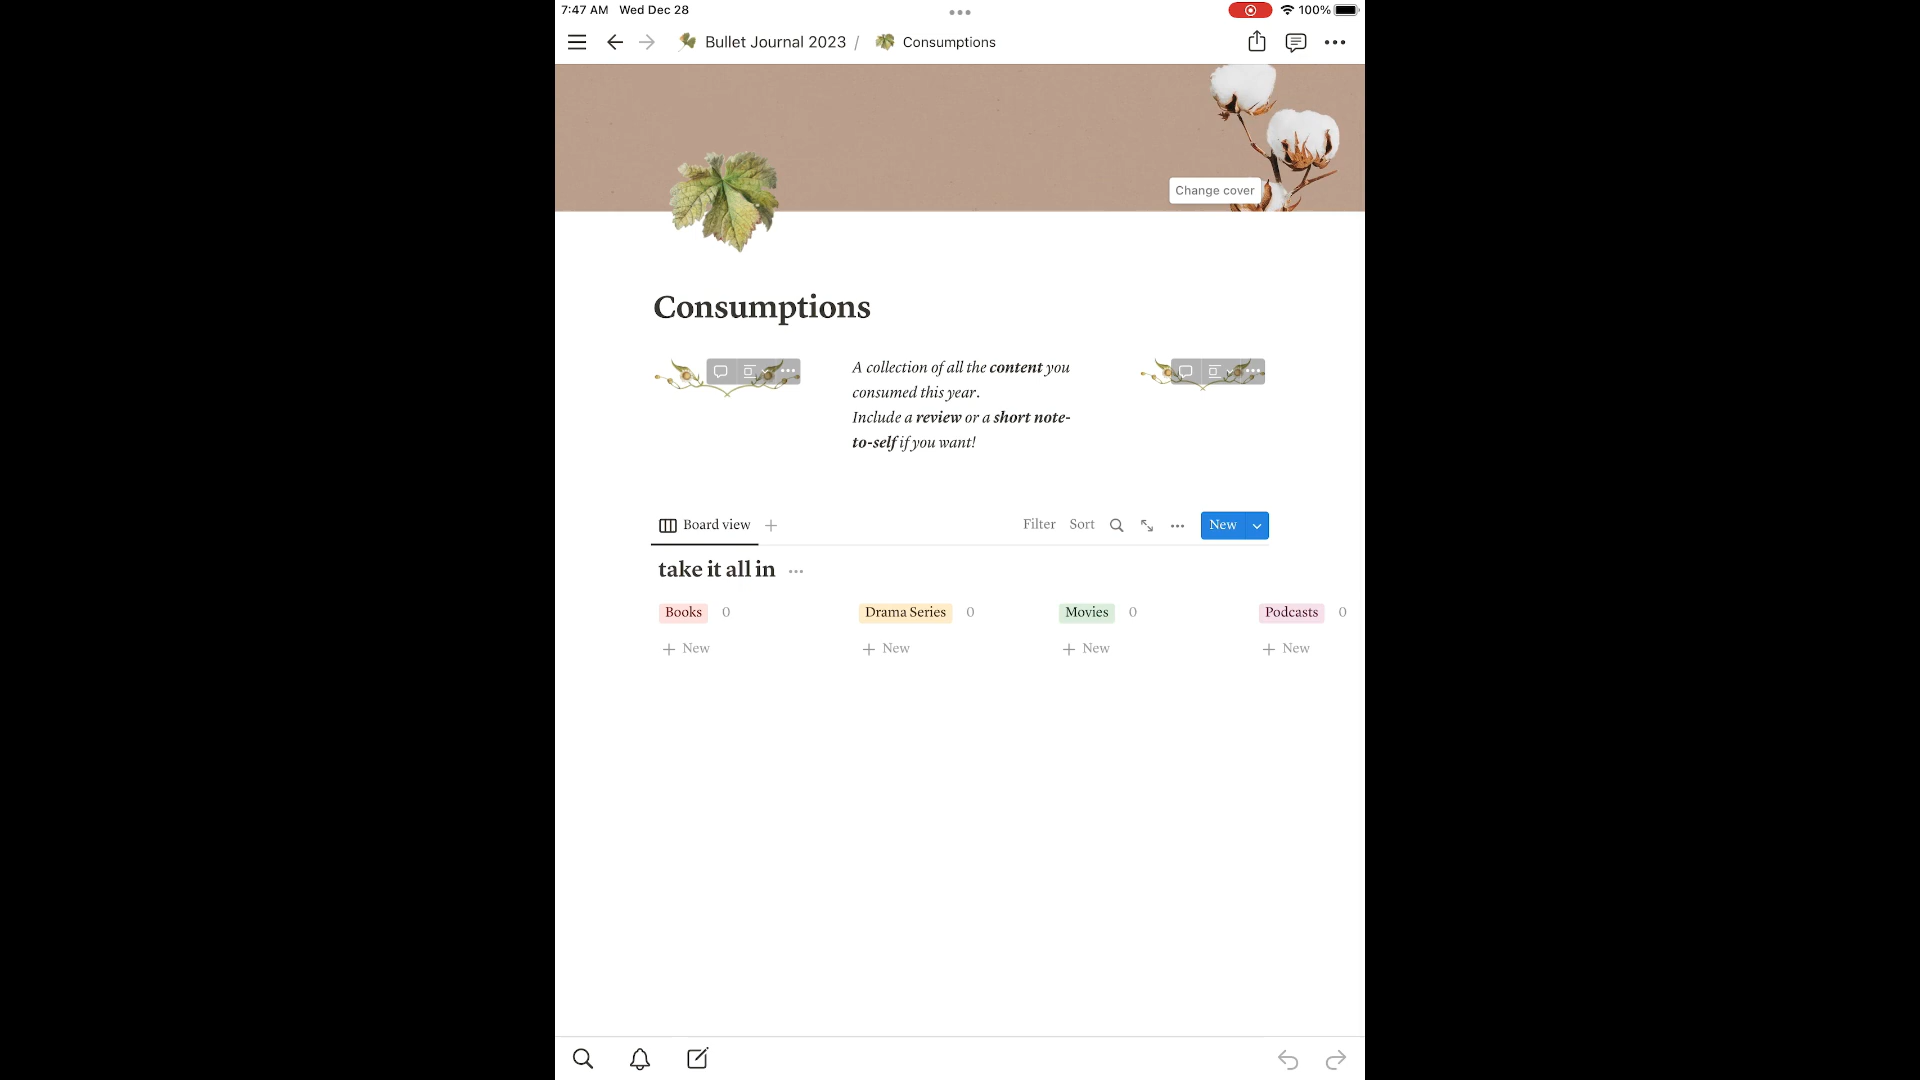 7:47 AM Wed Dec 28
100%
Bullet Journal 2023 / Consumptions
Change cover
Consumptions
A collection of all the content you
consumed this year.
Include a review or a short note-
to-self if you want!
Board view
Filter Sort New
take it all in
Books 0 Drama Series 0 Movies 0 Podcasts 0
+ New + New + New + New